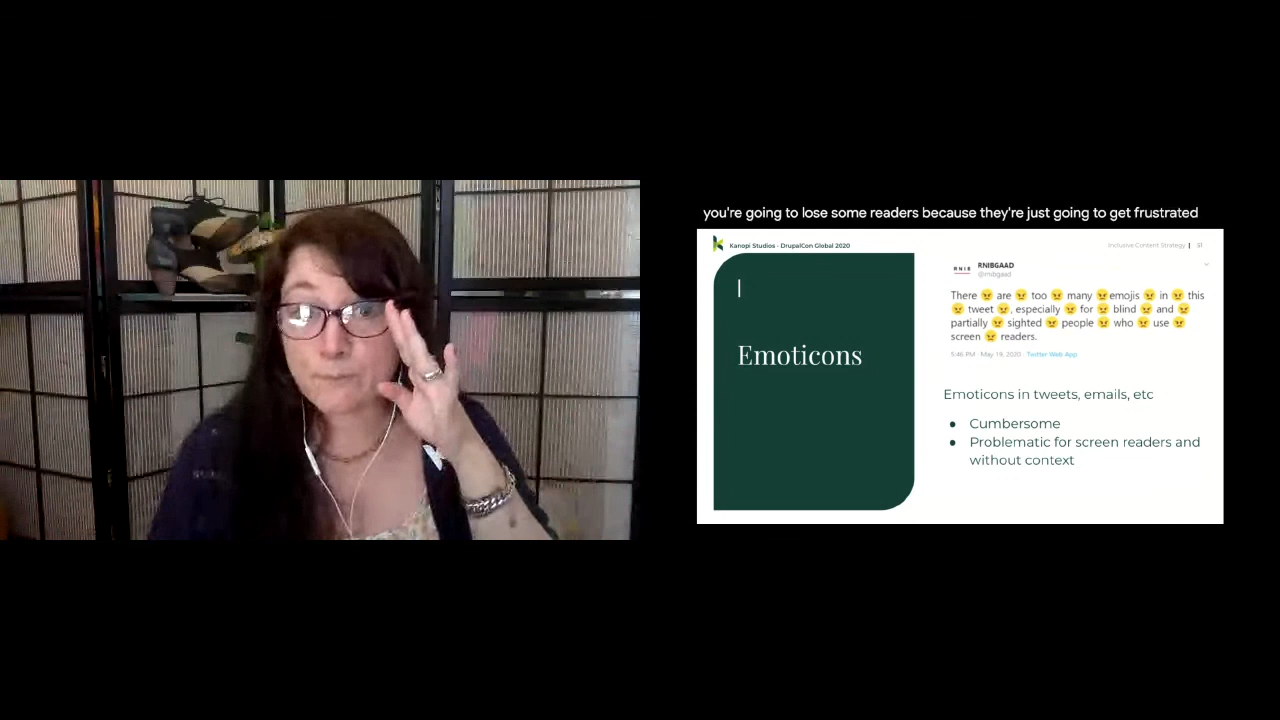 you're going to lose some readers because they're just going to get frustrated
Kanopi Studios - DrupalCon Global 2020
Inclusive Content Strategy | 31
Emoticons
RNIB
RNIBGAAD
@rnibgaad
There 😠 are 😠 too 😠 many 😠 emojis 😠 in 😠 this
😠 tweet 😠, especially 😠 for 😠 blind 😠 and 😠
partially 😠 sighted 😠 people 😠 who 😠 use 😠
screen 😠 readers.
5:46 PM · May 19, 2020 · Twitter Web App
Emoticons in tweets, emails, etc
● Cumbersome
● Problematic for screen readers and
without context